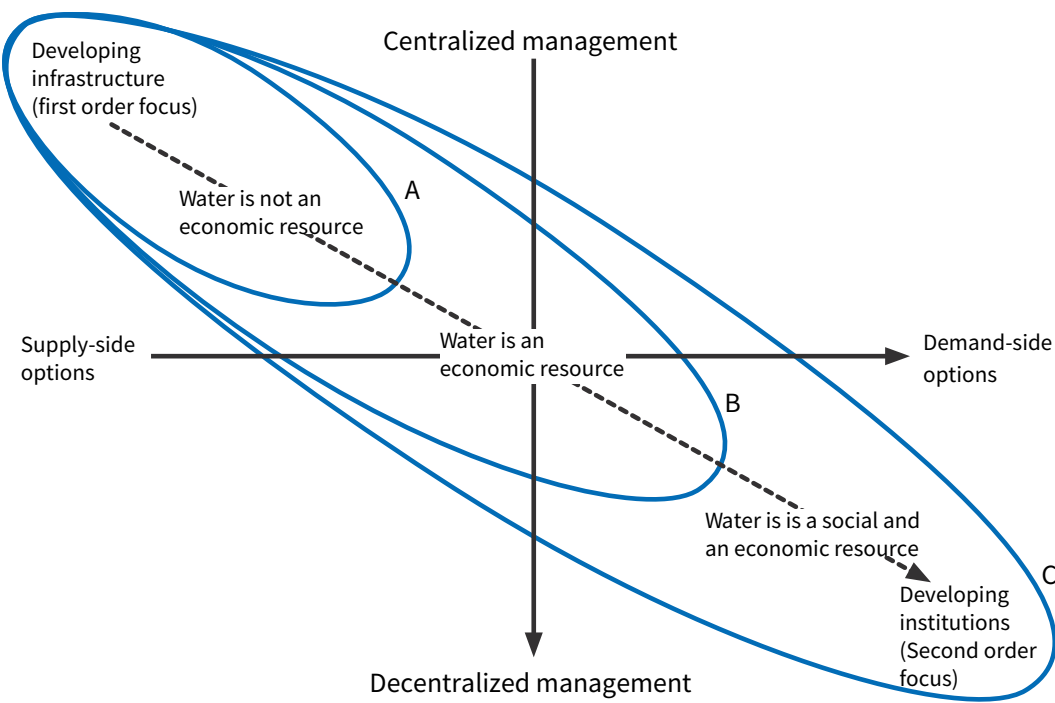 Centralized management
Developing
infrastructure
(first order focus)
A
Water is not an
economic resource
Supply-side
options
Water is an
economic resource
Demand-side
options
B
Water is is a social and
an economic resource
C
Developing
institutions
(Second order
focus)
Decentralized management